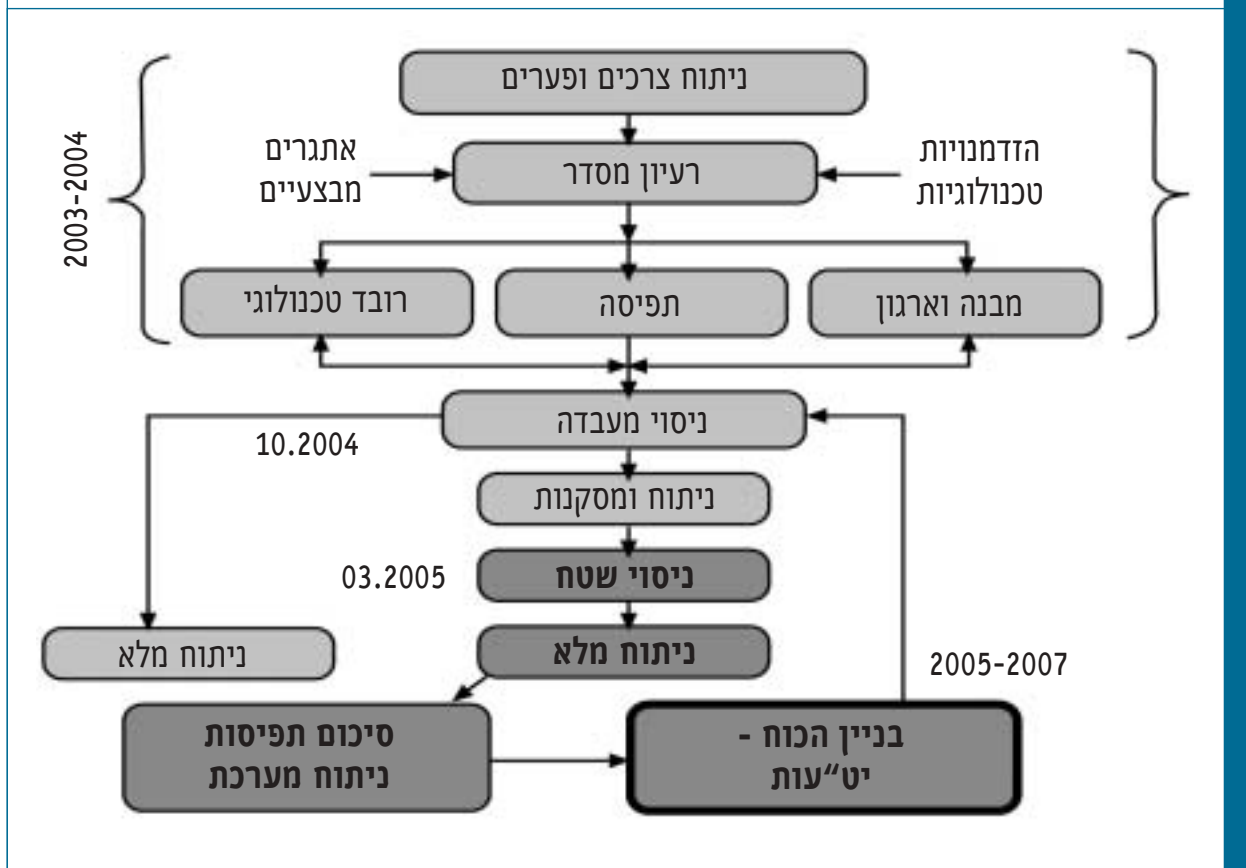 ניתוח צרכים ופערים
הזדמנויות
טכנולוגיות
רעיון מסדר
אתגרים
מבצעיים
2003-2004
מבנה וארגון
תפיסה
רובד טכנולוגי
ניסוי מעבדה
10.2004
ניתוח ומסקנות
ניסוי שטח
03.2005
ניתוח מלא
ניתוח מלא
2005-2007
בניין הכוח -
יט“עות
סיכום תפיסות
ניתוח מערכת